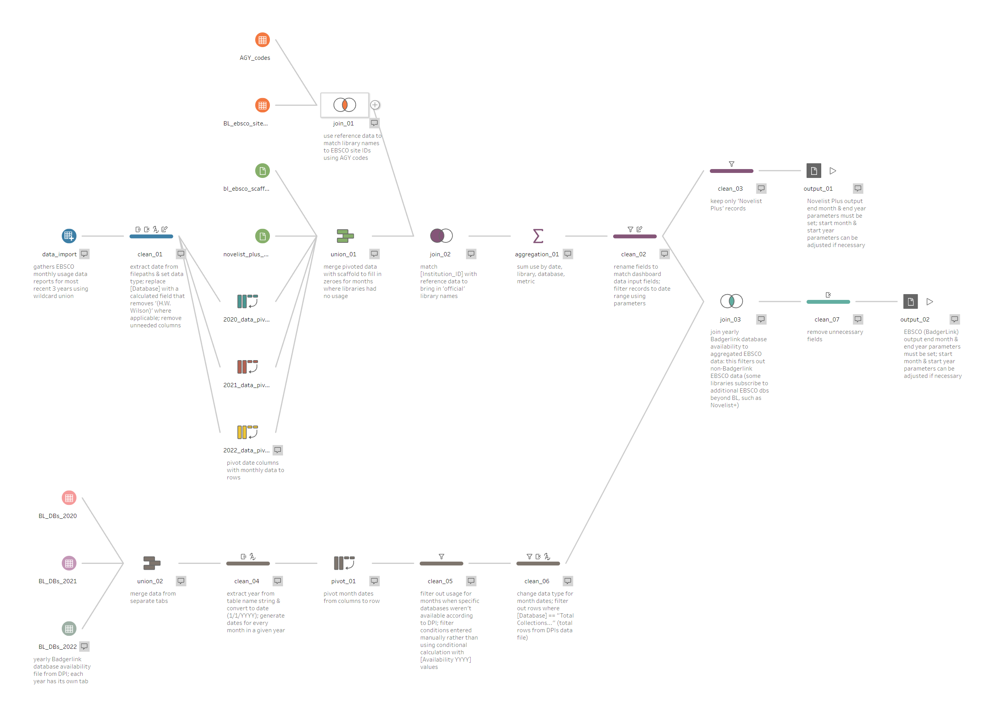 AGY_codes
BL_ebsco_site...
join_01
use reference data to
match library names
to EBSCO site IDs
using AGY codes
bl_ebsco_scaff...
clean_03
keep only 'Novelist
Plus' records
output_01
Novelist Plus output
end month & end year
parameters must be
set; start month &
start year
parameters can be
adjusted if necessary
data_import
gathers EBSCO
monthly usage data
reports for most
recent 3 years using
wildcard union
clean_01
extract date from
filepaths & set data
type; replace
[Database] with a
calculated field that
removes '(H.W.
Wilson)' where
applicable; remove
unneeded columns
novelist_plus_...
union_01
merge pivoted data
with scaffold to fill in
zeroes for months
where libraries had
no usage
join_02
match
[Institution_ID] with
reference data to
bring in 'official'
library names
aggregation_01
sum use by date,
library, database,
metric
clean_02
rename fields to
match dashboard
data input fields;
filter records to date
range using
parameters
2020_data_piv...
join_03
join yearly
Badgerlink database
availability to
aggregated EBSCO
data: this filters out
non-Badgerlink
EBSCO data (some
libraries subscribe to
additional EBSCO dbs
beyond BL, such as
Novelist+)
clean_07
remove unnecessary
fields
output_02
EBSCO (BadgerLink)
output end month &
end year parameters
must be set; start
month & start year
parameters can be
adjusted if necessary
2021_data_piv...
2022_data_piv...
pivot date columns
with monthly data to
rows
BL_DBs_2020
BL_DBs_2021
BL_DBs_2022
yearly Badgerlink
database availability
file from DPI; each
year has its own tab
union_02
merge data from
separate tabs
clean_04
extract year from
table name string &
convert to date
(1/1/YYYY); generate
dates for every
month in a given year
pivot_01
pivot month dates
from columns to row
clean_05
filter out usage for
months when specific
databases weren't
available according
to DPI; filter
conditions entered
manually rather than
using conditional
calculation with
[Availability YYYY]
values
clean_06
change data type for
month dates; filter
out rows where
[Database] == "Total
Collections..." (total
rows from DPIs data
file)